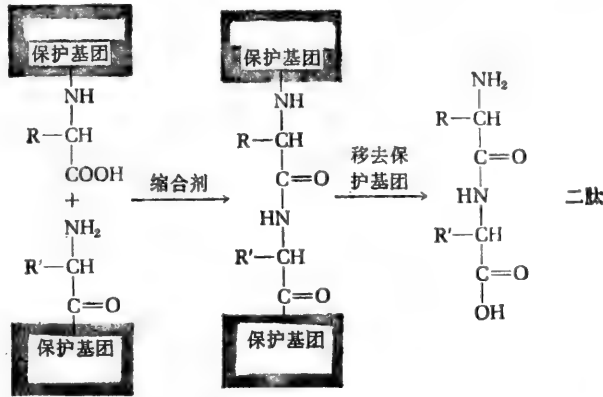 保护基团
NH
R—CH
COOH
+
NH₂
R′—CH
C=O
保护基团
缩合剂
保护基团
NH
R—CH
C=O
HN
R′—CH
C=O
保护基团
移去保
护基团
NH₂
R—CH
C=O
HN
R′—CH
C=O
OH
二肽